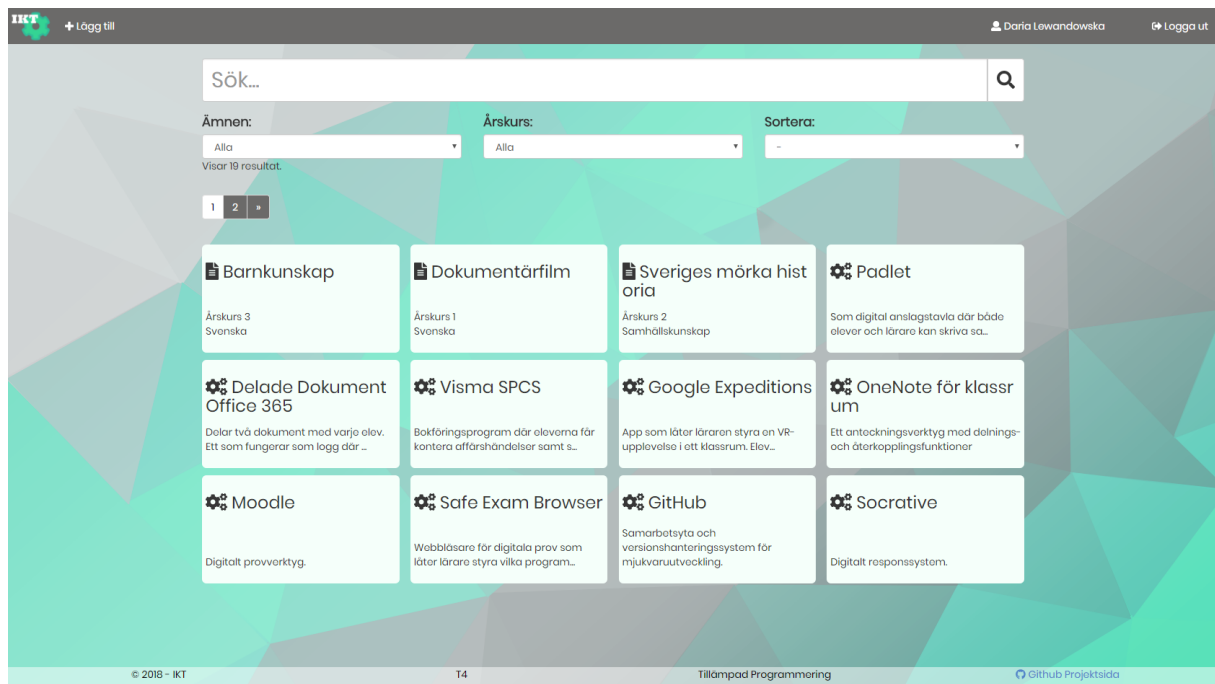 IKT
Lägg till
Daria Lewandowska
Logga ut
Sök...
Ämnen:
Årskurs:
Sortera:
Alla
Alla
-
Visar 19 resultat.
1 2 »
Barnkunskap
Årskurs 3
Svenska
Dokumentärfilm
Årskurs 1
Svenska
Sveriges mörka hist
oria
Årskurs 2
Samhällskunskap
Padlet
Som digital anslagstavla där både
elever och lärare kan skriva sa...
Delade Dokument
Office 365
Delar två dokument med varje elev.
Ett som fungerar som logg där ...
Visma SPCS
Bokföringsprogram där eleverna får
kontera affärshändelser samt s...
Google Expeditions
App som låter läraren styra en VR-
upplevelse i ett klassrum. Elev...
OneNote för klassr
um
Ett anteckningsverktyg med delnings-
och återkopplingsfunktioner
Moodle
Digitalt provverktyg.
Safe Exam Browser
Webbläsare för digitala prov som
låter lärare styra vilka program...
GitHub
Samarbetsyta och
versionshanteringssystem för
mjukvaruutveckling.
Socrative
Digitalt responssystem.
© 2018 - IKT
T4
Tillämpad Programmering
Github Projektsida